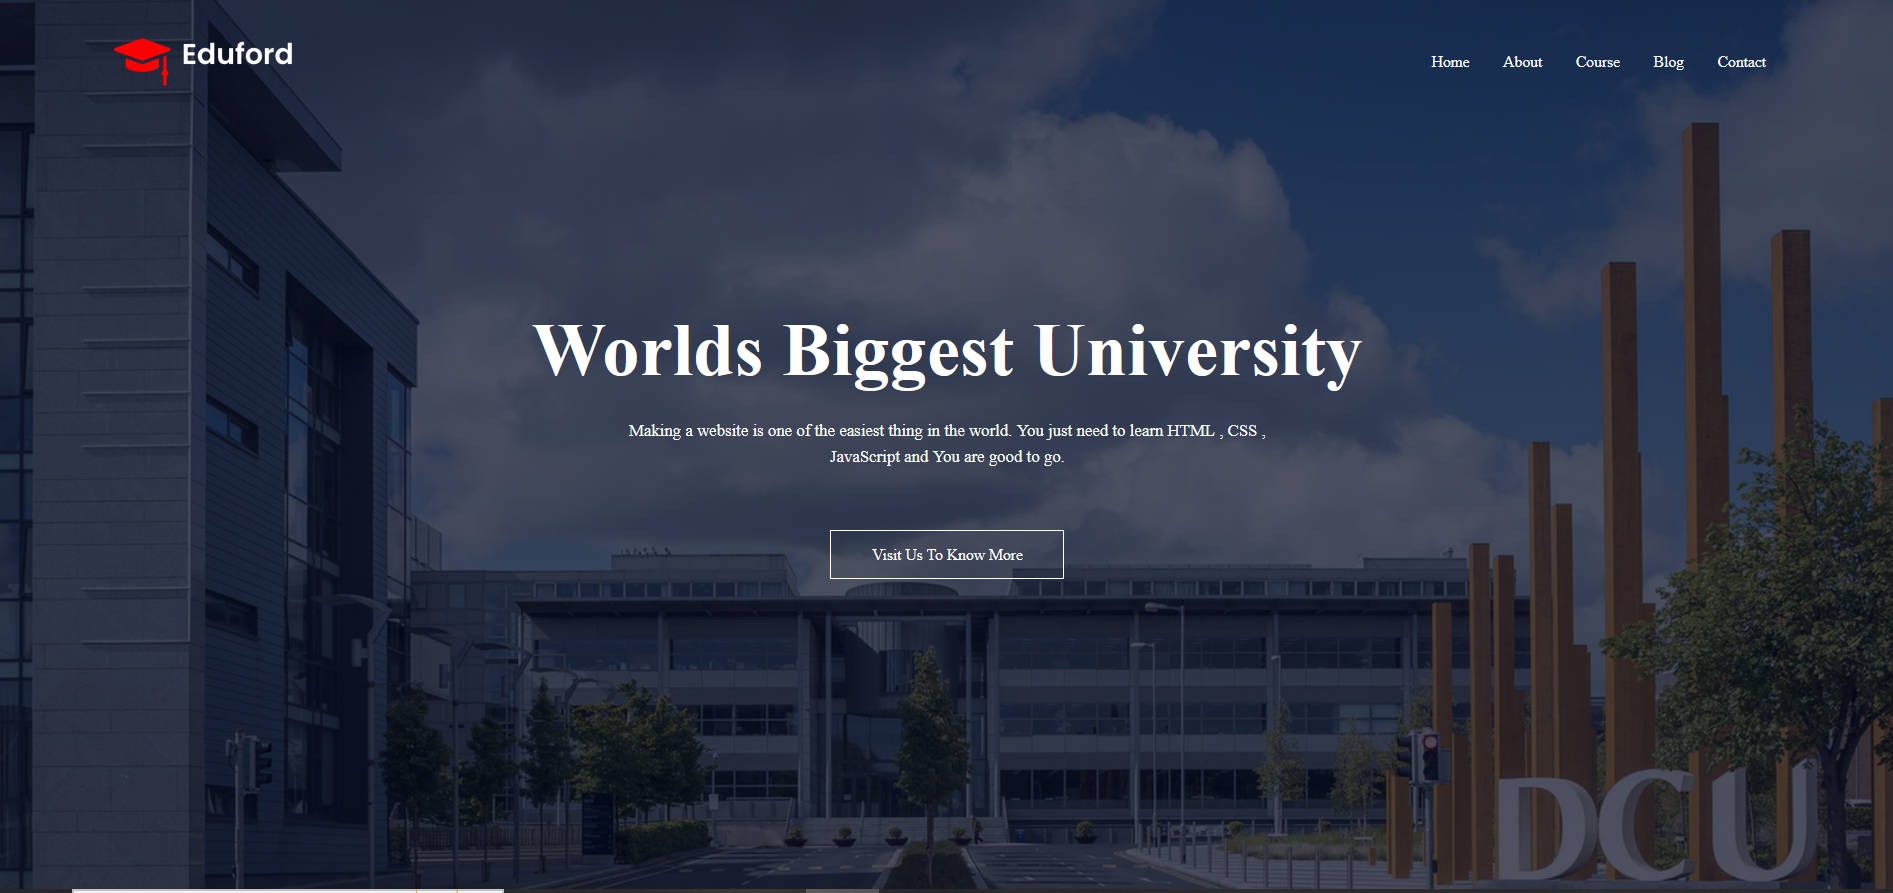 Eduford
Home About Course Blog Contact
Worlds Biggest University
Making a website is one of the easiest thing in the world. You just need to learn HTML , CSS ,
JavaScript and You are good to go.
Visit Us To Know More
DCU